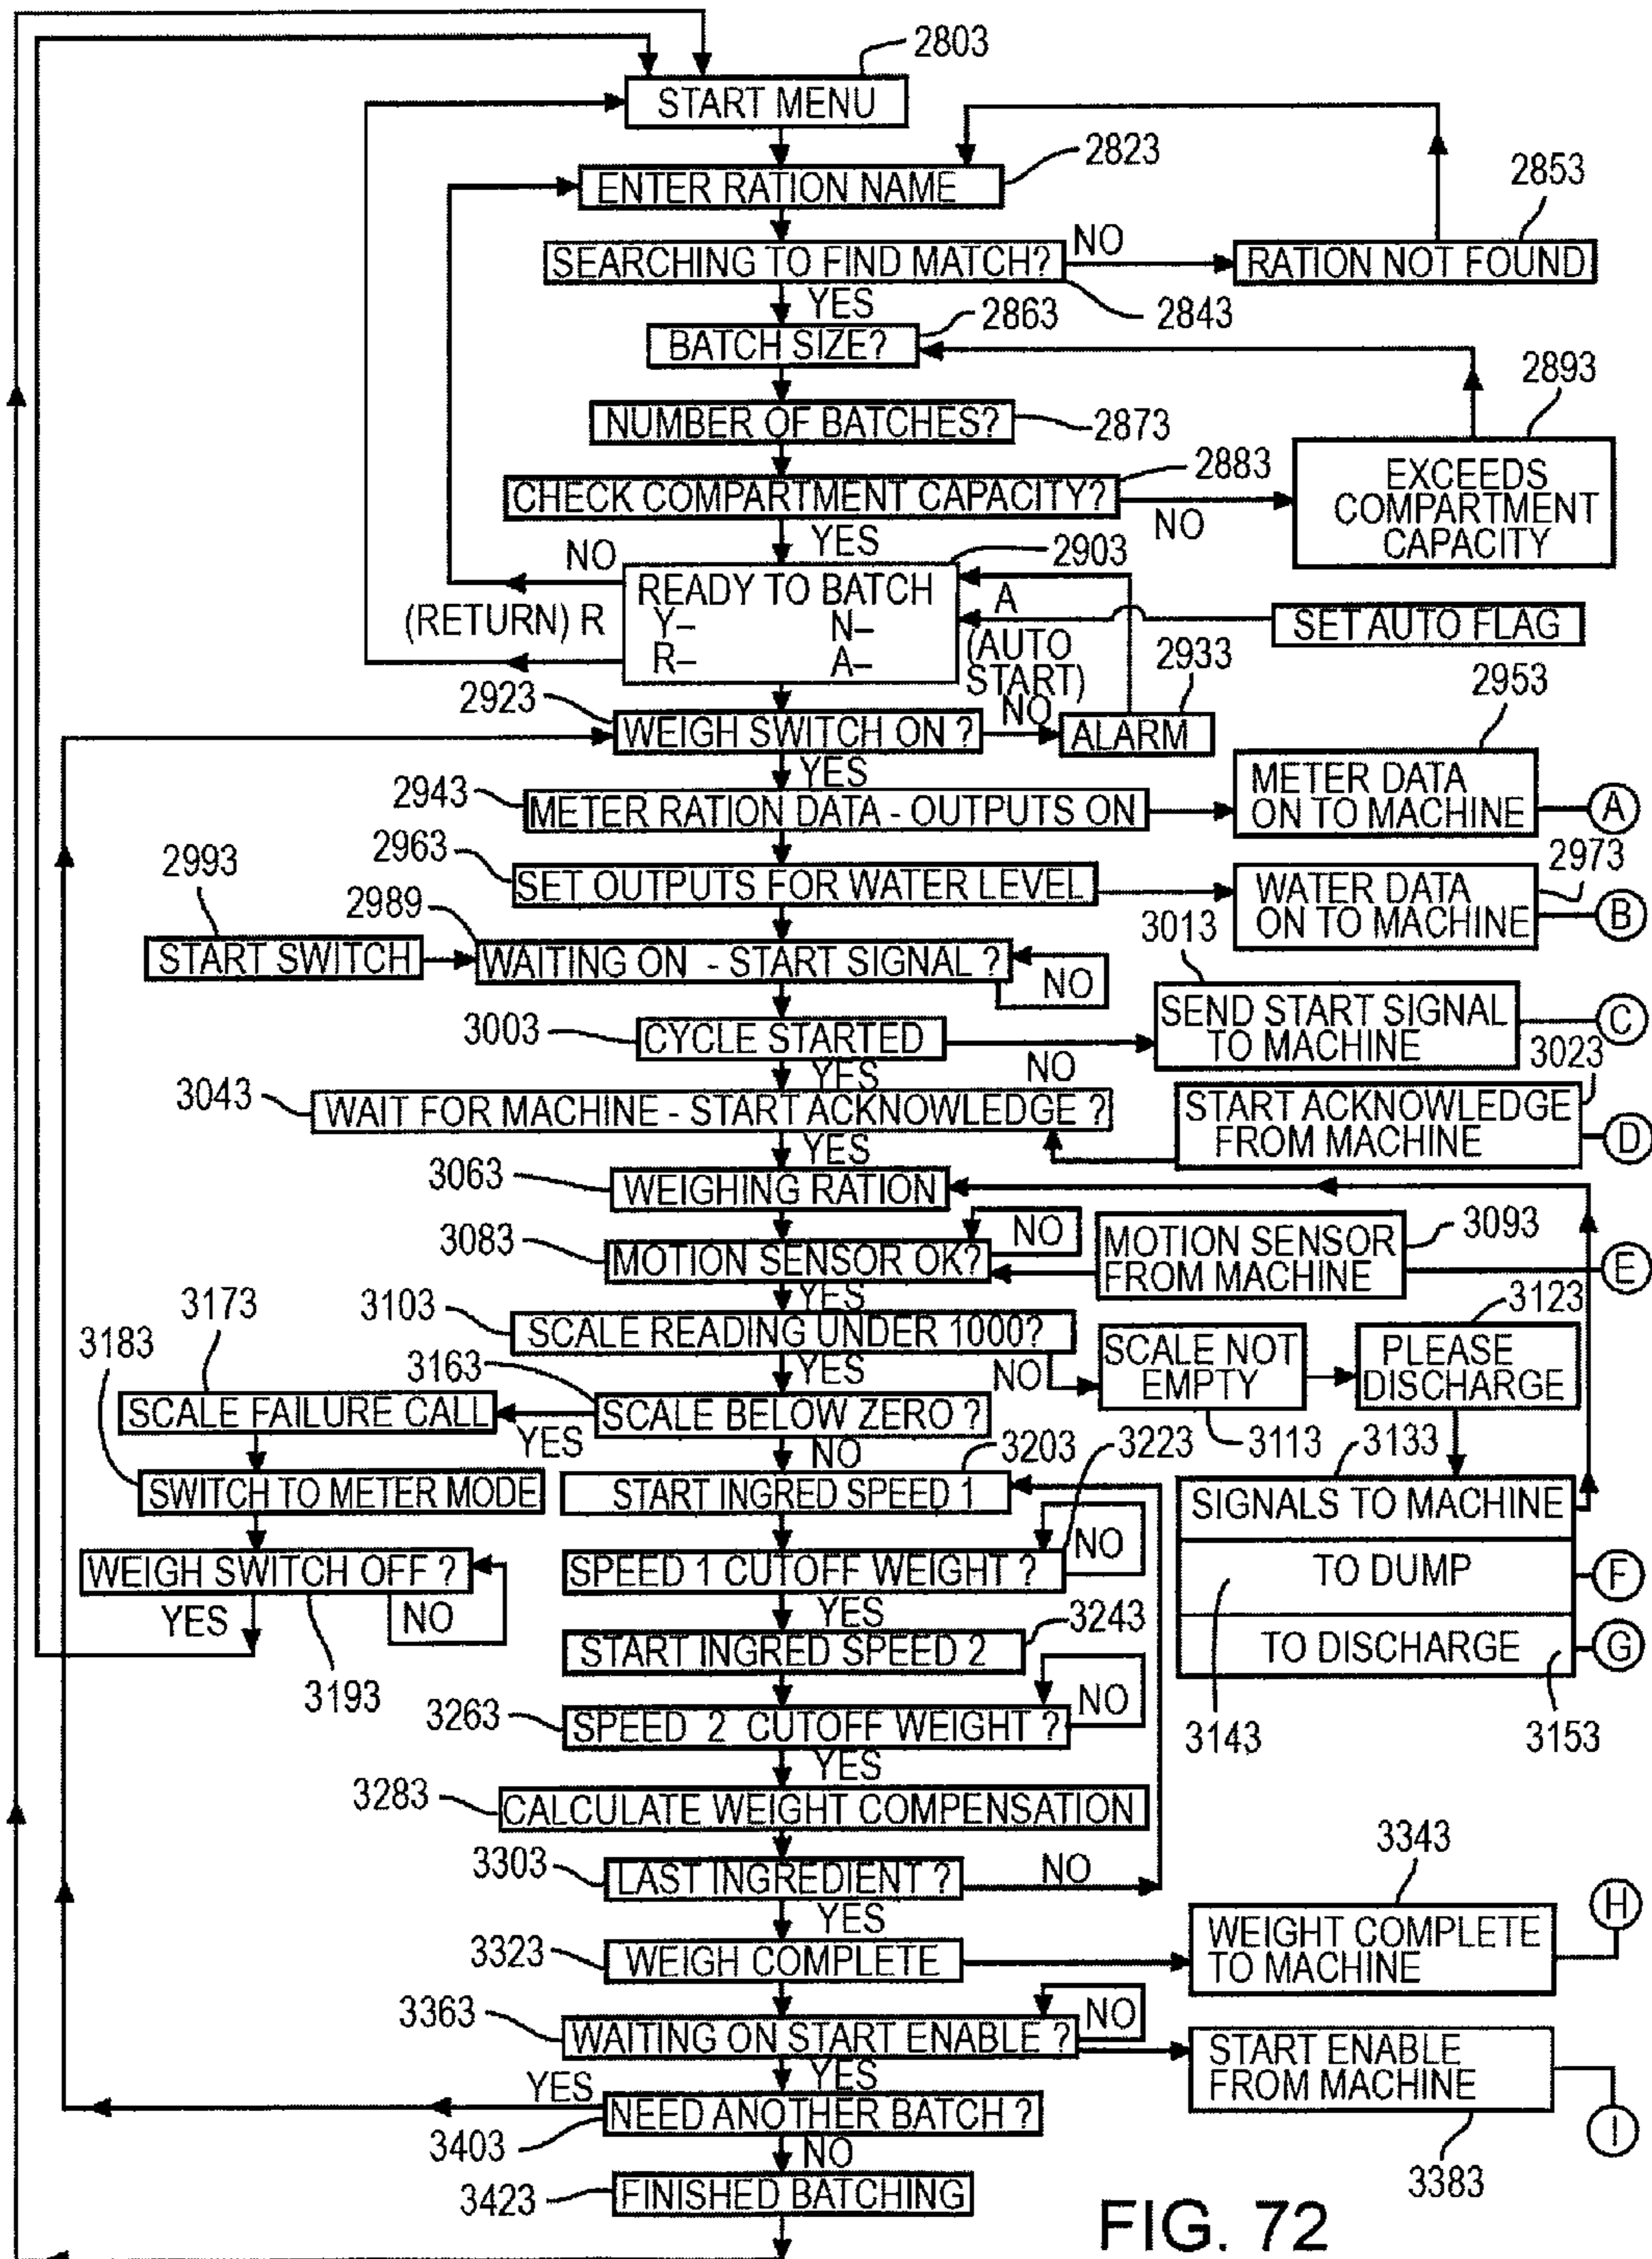 2803
START MENU
2823
ENTER RATION NAME
2853
SEARCHING TO FIND MATCH?
NO
RATION NOT FOUND
YES
2863
2843
BATCH SIZE?
2893
NUMBER OF BATCHES?
2873
2883
CHECK COMPARTMENT CAPACITY?
NO
EXCEEDS
COMPARTMENT
CAPACITY
YES
2903
NO
READY TO BATCH
Y– N–
R– A–
(RETURN) R
A
(AUTO
START)
SET AUTO FLAG
2933
2953
2923
WEIGH SWITCH ON ?
NO
ALARM
YES
2943
METER RATION DATA - OUTPUTS ON
METER DATA
ON TO MACHINE
A
2963
SET OUTPUTS FOR WATER LEVEL
2973
WATER DATA
ON TO MACHINE
B
2993
2989
START SWITCH
WAITING ON - START SIGNAL ?
NO
3013
3003
CYCLE STARTED
SEND START SIGNAL
TO MACHINE
C
YES
NO
3023
3043
WAIT FOR MACHINE - START ACKNOWLEDGE ?
START ACKNOWLEDGE
FROM MACHINE
D
YES
3063
WEIGHING RATION
3083
MOTION SENSOR OK?
NO
MOTION SENSOR
FROM MACHINE
3093
E
YES
3173
3103
SCALE READING UNDER 1000?
3123
3183
3163
YES
NO
SCALE NOT
EMPTY
PLEASE
DISCHARGE
SCALE FAILURE CALL
YES
SCALE BELOW ZERO ?
3113
NO
3203
3223
3133
SWITCH TO METER MODE
START INGRED SPEED 1
SIGNALS TO MACHINE
WEIGH SWITCH OFF ?
SPEED 1 CUTOFF WEIGHT ?
NO
TO DUMP
F
YES
NO
YES
3243
START INGRED SPEED 2
TO DISCHARGE
G
3193
3263
SPEED 2 CUTOFF WEIGHT ?
NO
3143
3153
YES
3283
CALCULATE WEIGHT COMPENSATION
3303
LAST INGREDIENT ?
NO
3343
YES
H
3323
WEIGH COMPLETE
WEIGHT COMPLETE
TO MACHINE
3363
WAITING ON START ENABLE ?
NO
START ENABLE
FROM MACHINE
YES
YES
NEED ANOTHER BATCH ?
I
3403
NO
3383
3423
FINISHED BATCHING
FIG. 72